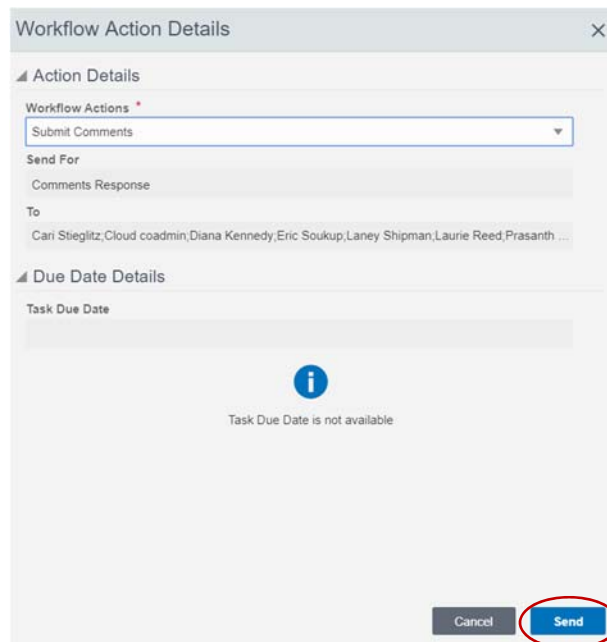 Workflow Action Details
Action Details
Workflow Actions *
Submit Comments
Send For
Comments Response
To
Cari Stieglitz;Cloud coadmin;Diana Kennedy;Eric Soukup;Laney Shipman;Laurie Reed;Prasanth ...
Due Date Details
Task Due Date
Task Due Date is not available
Cancel Send